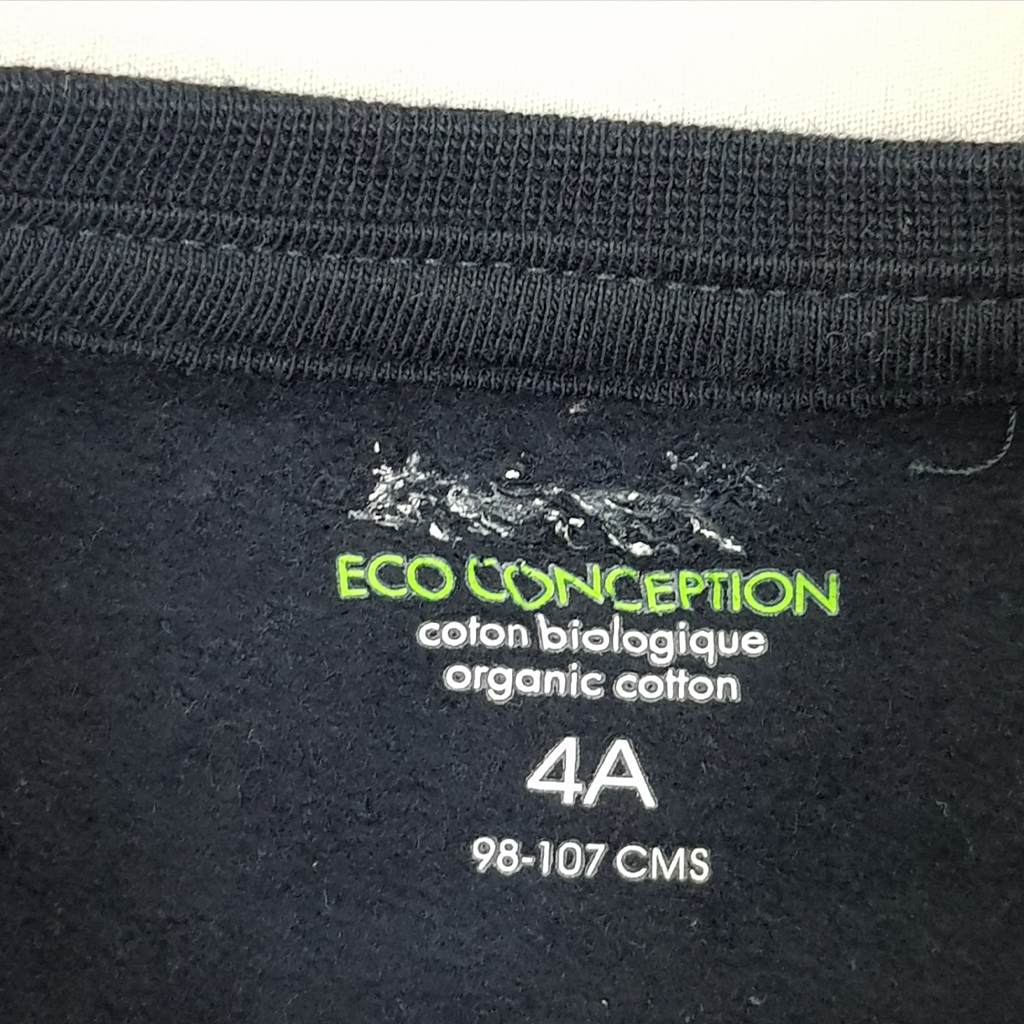 ECO CONCEPTION
coton biologique
organic cotton
4A
98-107 CMS